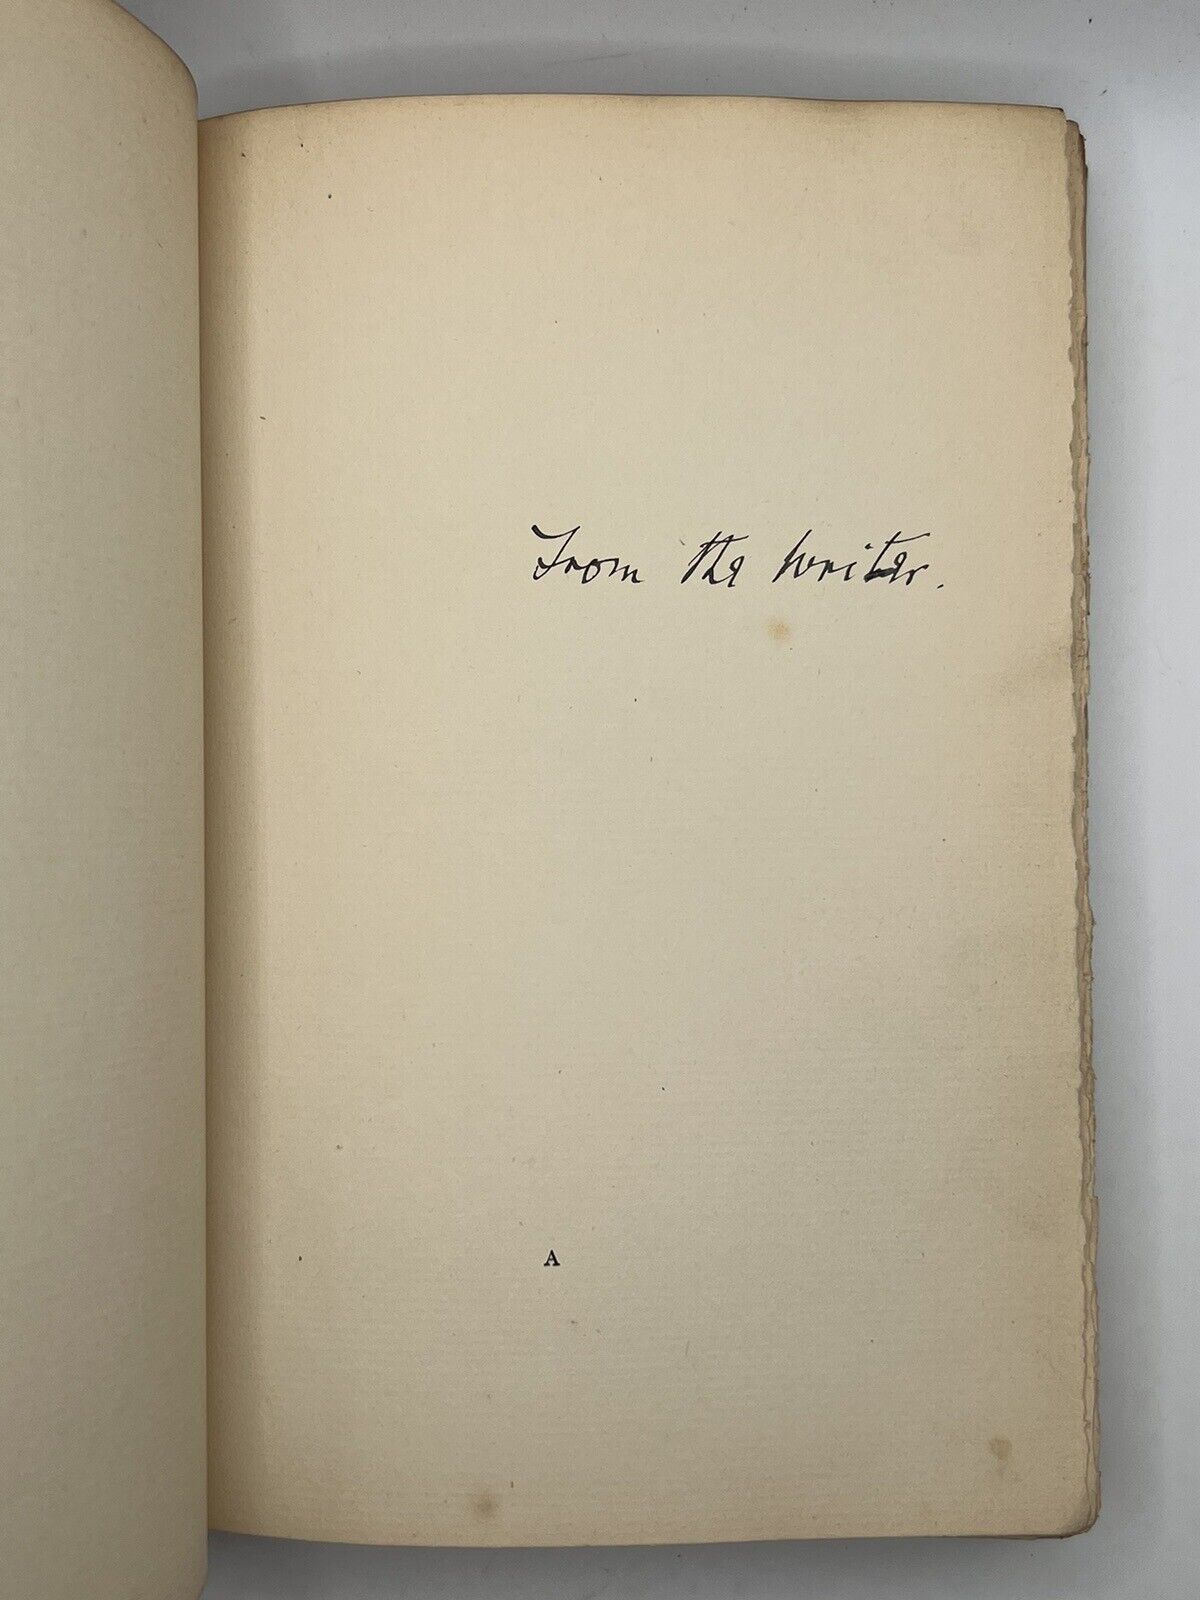 From the Writer.
A